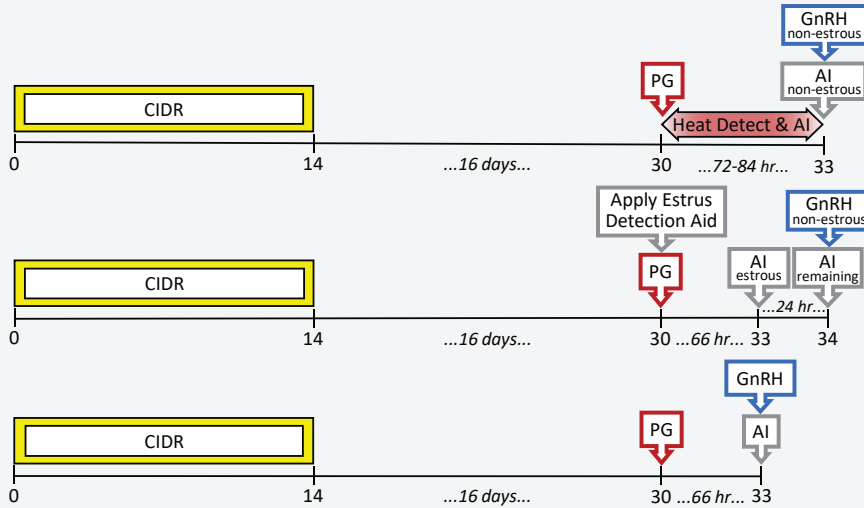 GnRH
non-estrous
PG
AI
non-estrous
CIDR
Heat Detect & AI
0
14
...16 days...
30
...72-84 hr...
33
Apply Estrus
Detection Aid
GnRH
non-estrous
PG
AI
estrous
AI
remaining
CIDR
...24 hr...
0
14
...16 days...
30
...66 hr...
33
34
GnRH
PG
AI
CIDR
0
14
...16 days...
30
...66 hr...
33